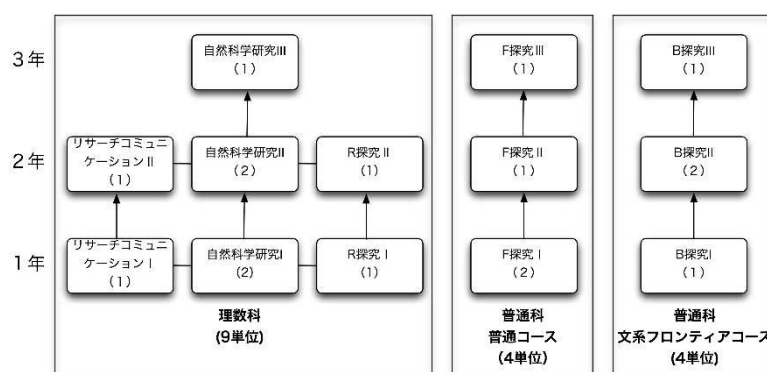 3年
自然科学研究III
(1)
F探究III
(1)
B探究III
(1)
2年
リサーチコミュニ
ケーションⅡ
(1)
自然科学研究II
(2)
R探究Ⅱ
(1)
F探究Ⅱ
(1)
B探究II
(2)
1年
リサーチコミュニ
ケーションⅠ
(1)
自然科学研究I
(2)
R探究Ⅰ
(1)
F探究Ⅰ
(2)
B探究I
(1)
理数科
(9単位)
普通科
普通コース
(4単位)
普通科
文系フロンティアコース
(4単位)